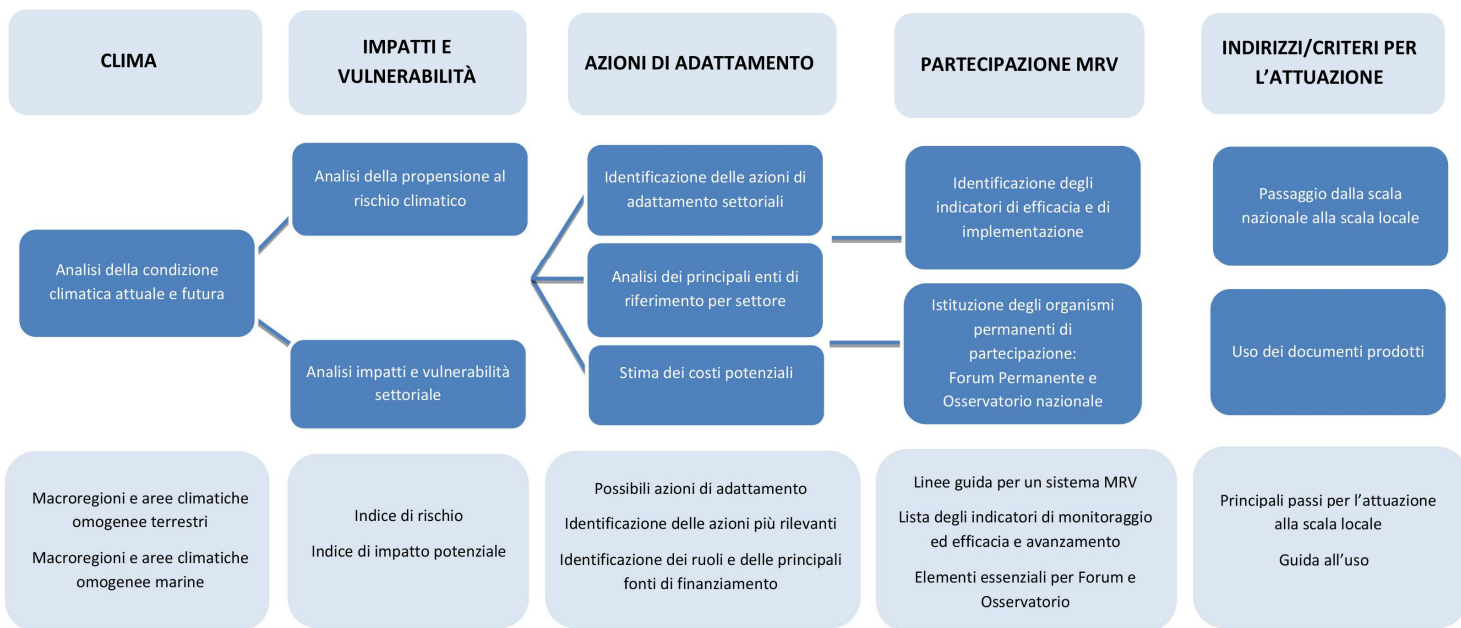 CLIMA
IMPATTI E
VULNERABILITÀ
AZIONI DI ADATTAMENTO
PARTECIPAZIONE MRV
INDIRIZZI/CRITERI PER
L'ATTUAZIONE
Analisi della condizione
climatica attuale e futura
Analisi della propensione al
rischio climatico
Analisi impatti e vulnerabilità
settoriale
Identificazione delle azioni di
adattamento settoriali
Analisi dei principali enti di
riferimento per settore
Stima dei costi potenziali
Identificazione degli
indicatori di efficacia e di
implementazione
Istituzione degli organismi
permanenti di
partecipazione:
Forum Permanente e
Osservatorio nazionale
Passaggio dalla scala
nazionale alla scala locale
Uso dei documenti prodotti
Macroregioni e aree climatiche
omogenee terrestri
Macroregioni e aree climatiche
omogenee marine
Indice di rischio
Indice di impatto potenziale
Possibili azioni di adattamento
Identificazione delle azioni più rilevanti
Identificazione dei ruoli e delle principali
fonti di finanziamento
Linee guida per un sistema MRV
Lista degli indicatori di monitoraggio
ed efficacia e avanzamento
Elementi essenziali per Forum e
Osservatorio
Principali passi per l'attuazione
alla scala locale
Guida all'uso